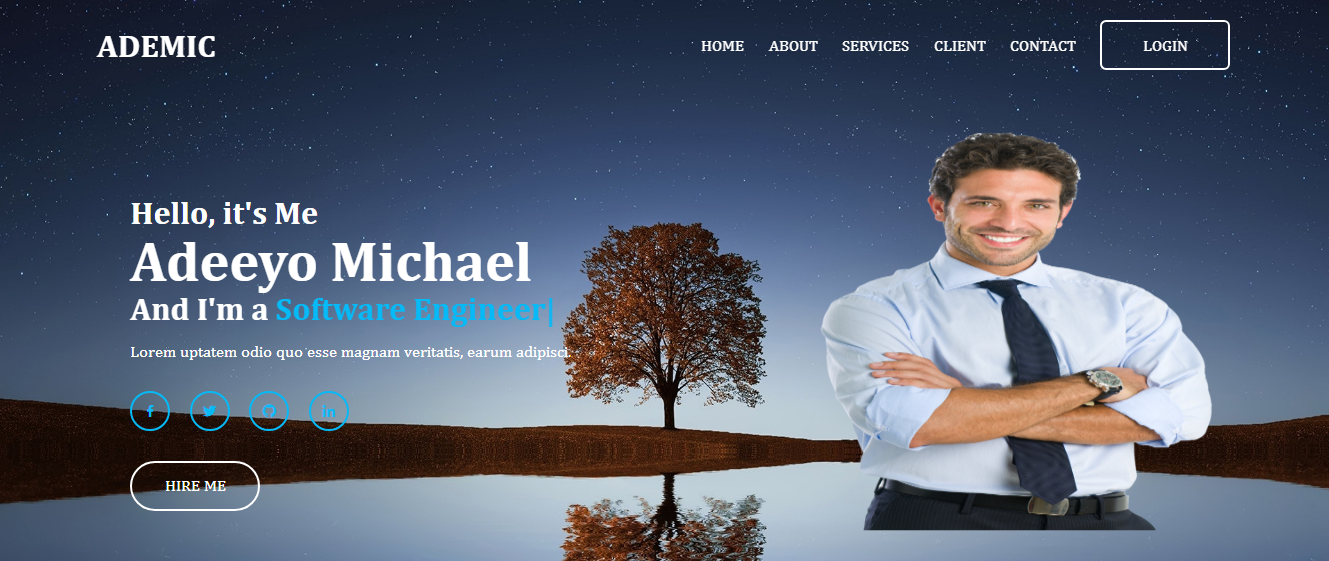 ADEMIC
HOME ABOUT SERVICES CLIENT CONTACT LOGIN
Hello, it's Me
Adeeyo Michael
And I'm a Software Engineer|
Lorem uptatem odio quo esse magnam veritatis, earum adipisci.
HIRE ME